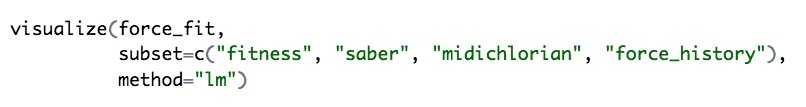 visualize(force_fit,
subset=c("fitness", "saber", "midichlorian", "force_history"),
method="lm")